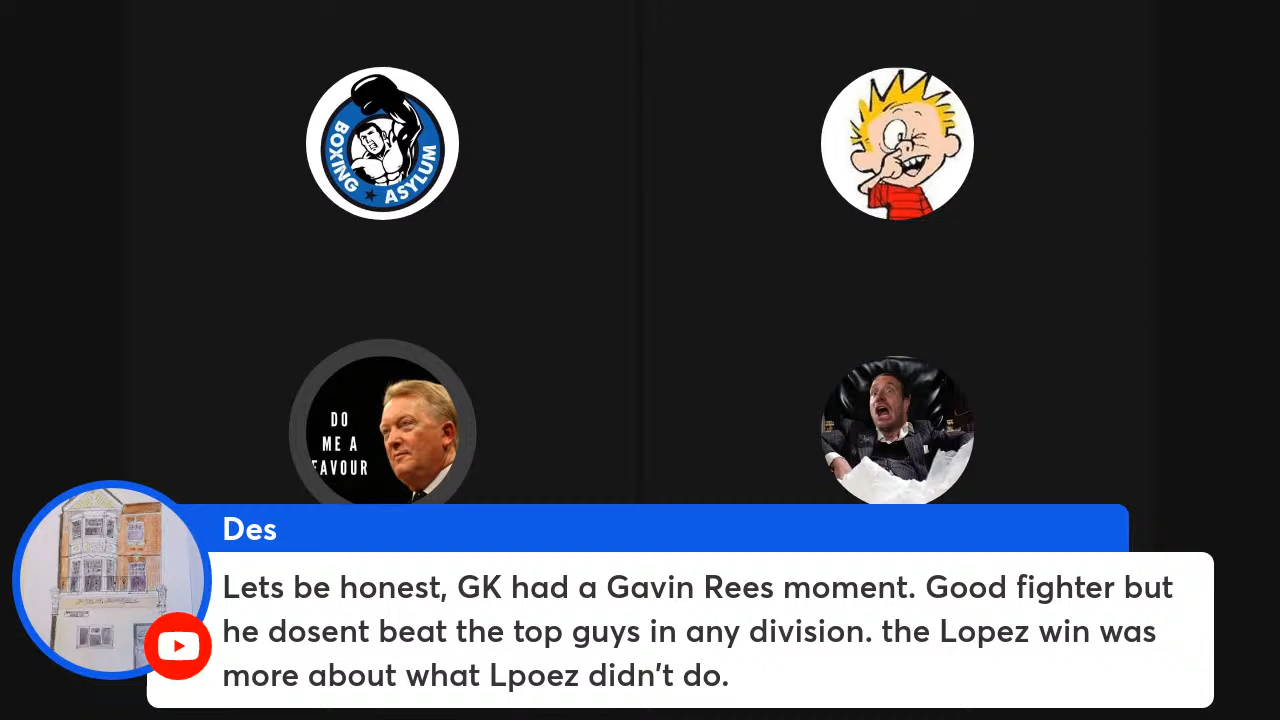 BOXING ASYLUM
DO
ME A
FAVOUR
Des
Lets be honest, GK had a Gavin Rees moment. Good fighter but
he dosent beat the top guys in any division. the Lopez win was
more about what Lpoez didn't do.